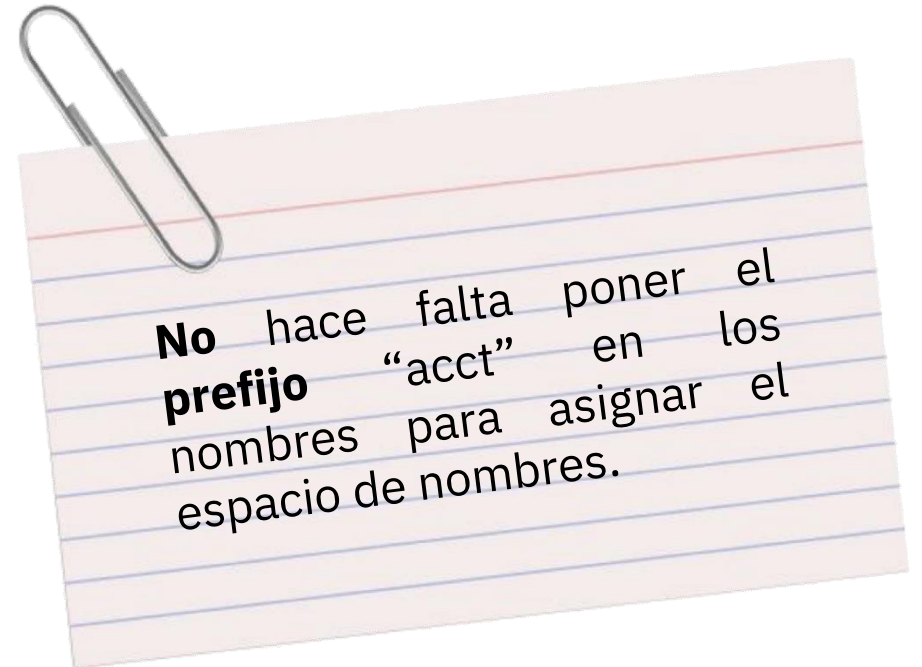 No hace falta poner el
prefijo “acct” en los
nombres para asignar el
espacio de nombres.